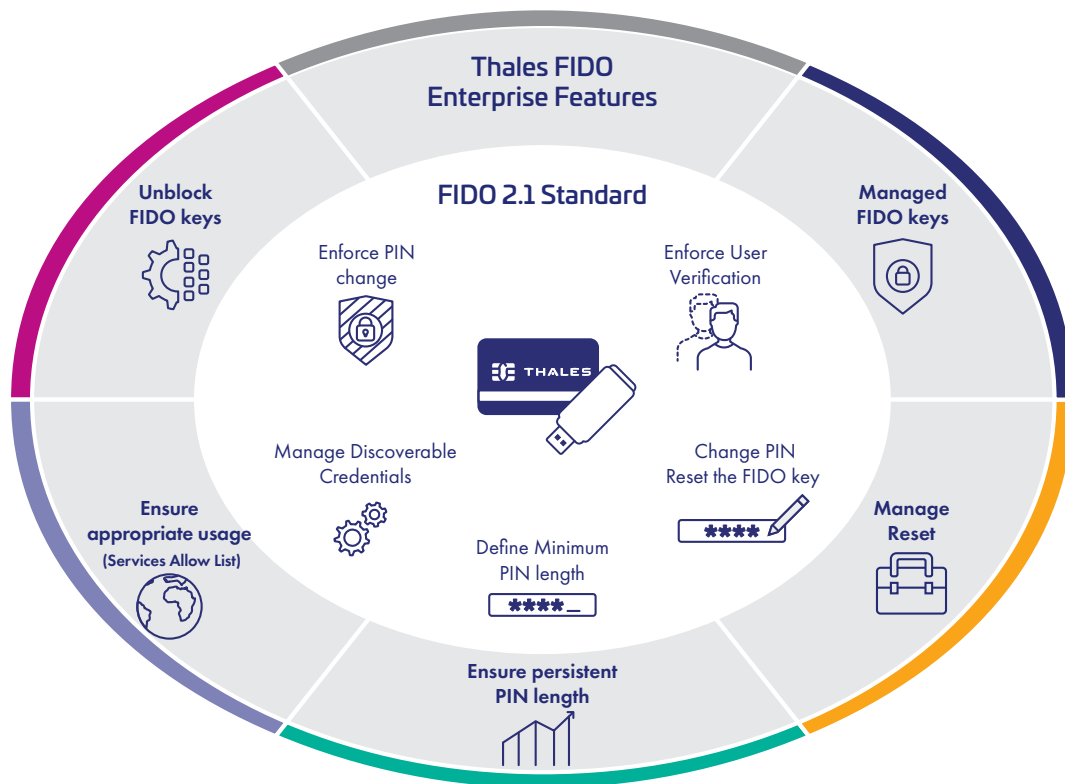 Thales FIDO
Enterprise Features
Unblock
FIDO keys
Managed
FIDO keys
FIDO 2.1 Standard
Enforce PIN
change
Enforce User
Verification
THALES
Manage Discoverable
Credentials
Change PIN
Reset the FIDO key
****
Ensure
appropriate usage
(Services Allow List)
Manage
Reset
Define Minimum
PIN length
****_
Ensure persistent
PIN length